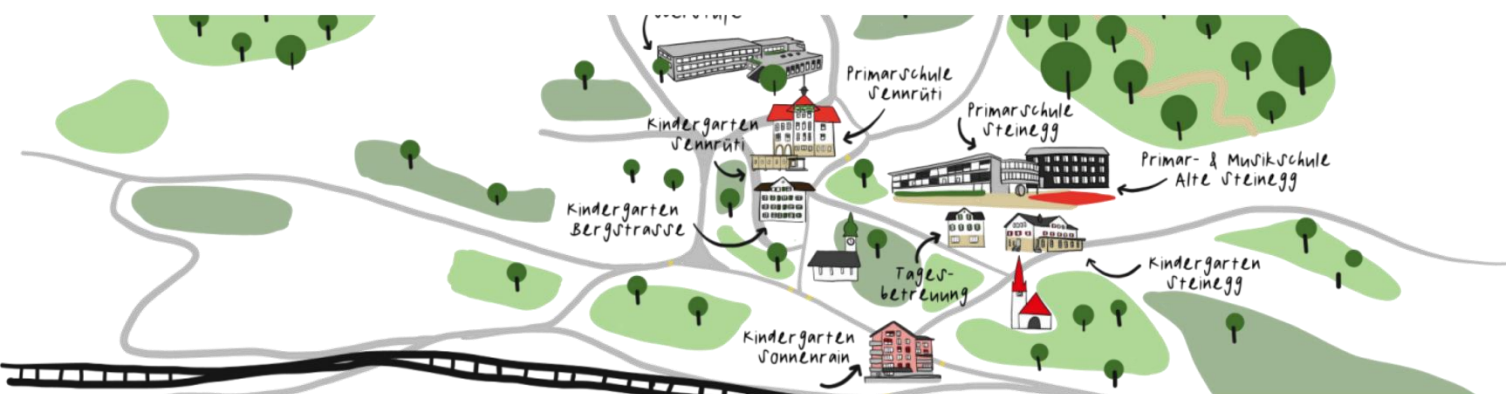 Primarschule
Sennrüti
Kindergarten
Sennrüti
Primarschule
Steinegg
Primar- & Musikschule
Alte Steinegg
Kindergarten
Bergstrasse
Tages-
betreuung
Kindergarten
Steinegg
Kindergarten
Sonnenrain